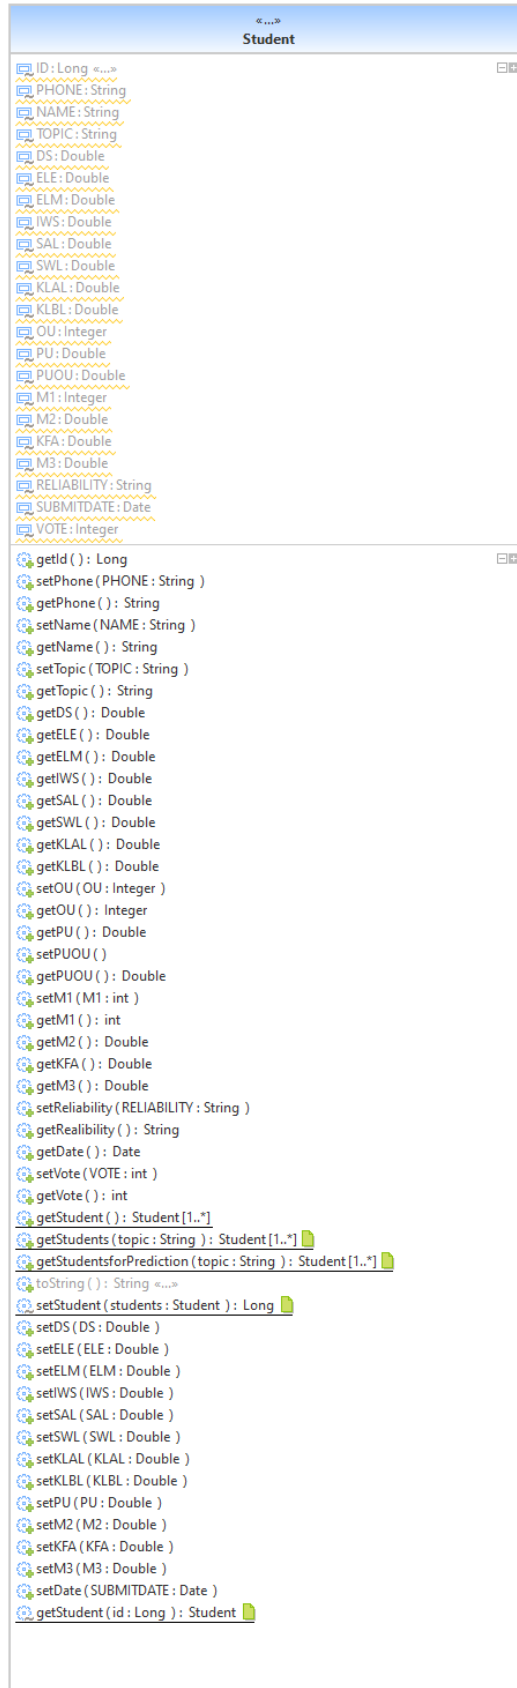 «...»
Student
ID : Long «...»
PHONE : String
NAME : String
TOPIC : String
DS : Double
ELE : Double
ELM : Double
IWS : Double
SAL : Double
SWL : Double
KLAL : Double
KLBL : Double
OU : Integer
PU : Double
PUOU : Double
M1 : Integer
M2 : Double
KFA : Double
M3 : Double
RELIABILITY : String
SUBMITDATE : Date
VOTE : Integer
getId ( ) : Long
setPhone ( PHONE : String )
getPhone ( ) : String
setName ( NAME : String )
getName ( ) : String
setTopic ( TOPIC : String )
getTopic ( ) : String
getDS ( ) : Double
getELE ( ) : Double
getELM ( ) : Double
getIWS ( ) : Double
getSAL ( ) : Double
getSWL ( ) : Double
getKLAL ( ) : Double
getKLBL ( ) : Double
setOU ( OU : Integer )
getOU ( ) : Integer
getPU ( ) : Double
setPUOU ( )
getPUOU ( ) : Double
setM1 ( M1 : int )
getM1 ( ) : int
getM2 ( ) : Double
getKFA ( ) : Double
getM3 ( ) : Double
setReliability ( RELIABILITY : String )
getRealibility ( ) : String
getDate ( ) : Date
setVote ( VOTE : int )
getVote ( ) : int
getStudent ( ) : Student [1..*]
getStudents ( topic : String ) : Student [1..*]
getStudentsforPrediction ( topic : String ) : Student [1..*]
toString ( ) : String «...»
setStudent ( students : Student ) : Long
setDS ( DS : Double )
setELE ( ELE : Double )
setELM ( ELM : Double )
setIWS ( IWS : Double )
setSAL ( SAL : Double )
setSWL ( SWL : Double )
setKLAL ( KLAL : Double )
setKLBL ( KLBL : Double )
setPU ( PU : Double )
setM2 ( M2 : Double )
setKFA ( KFA : Double )
setM3 ( M3 : Double )
setDate ( SUBMITDATE : Date )
getStudent ( id : Long ) : Student